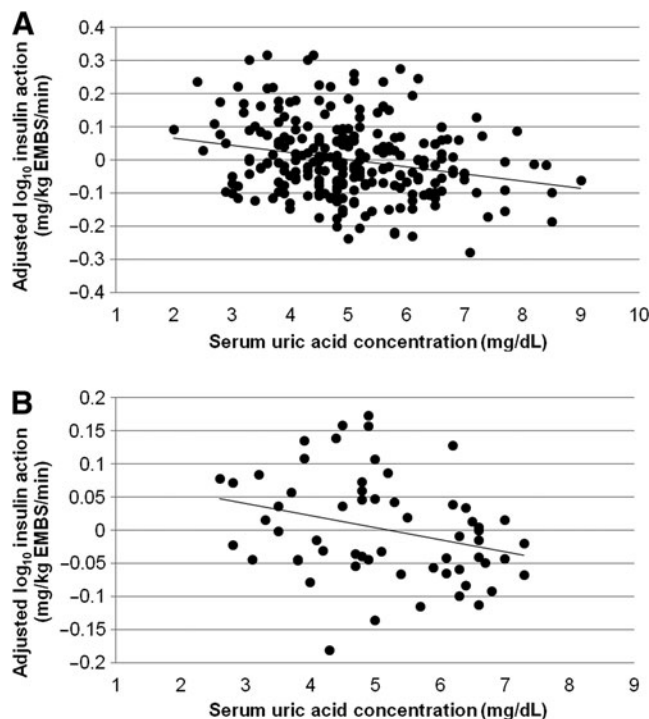 A
Adjusted log10 insulin action
(mg/kg EMBS/min)
0.4
0.3
0.2
0.1
0
−0.1
−0.2
−0.3
−0.4
1 2 3 4 5 6 7 8 9 10
Serum uric acid concentration (mg/dL)
B
Adjusted log10 insulin action
(mg/kg EMBS/min)
0.2
0.15
0.1
0.05
0
−0.05
−0.1
−0.15
−0.2
1 2 3 4 5 6 7 8 9
Serum uric acid concentration (mg/dL)